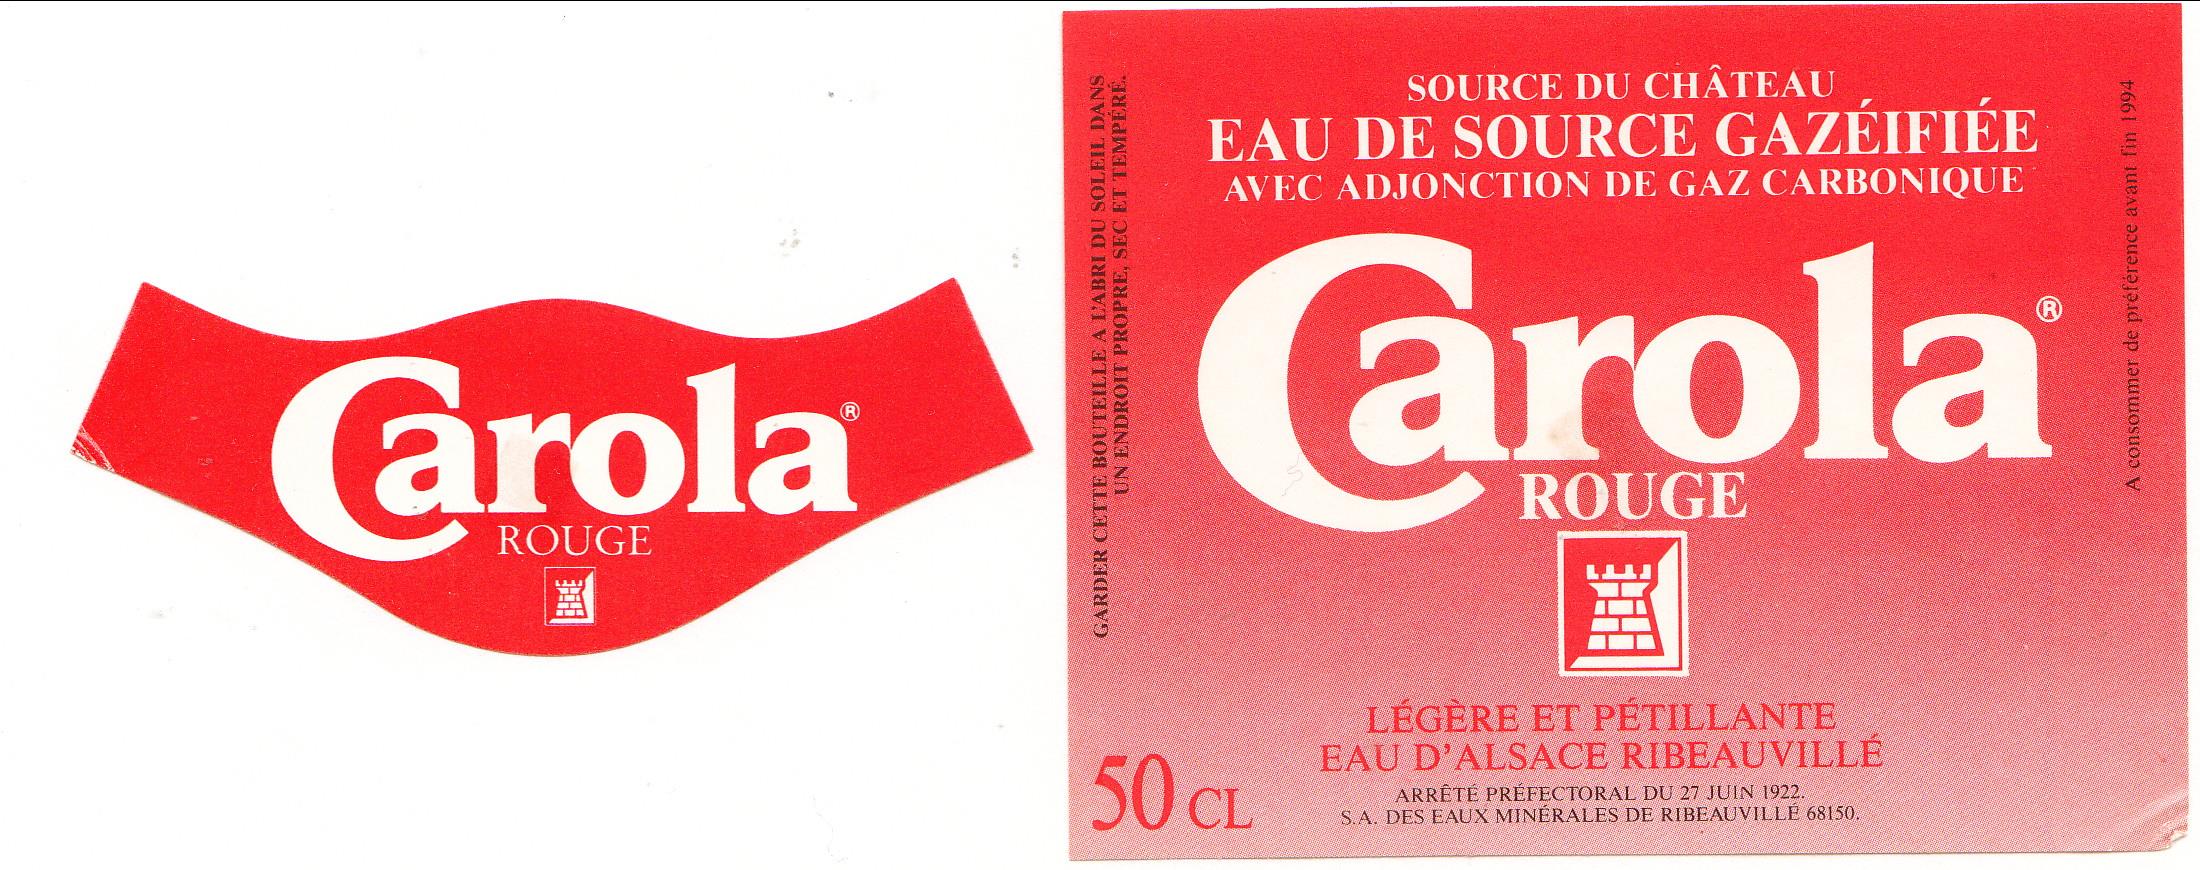 Carola®
ROUGE
GARDER CETTE BOUTEILLE A L'ABRI DU SOLEIL DANS
UN ENDROIT PROPRE, SEC ET TEMPÉRÉ.
SOURCE DU CHÂTEAU
EAU DE SOURCE GAZÉIFIÉE
AVEC ADJONCTION DE GAZ CARBONIQUE
Carola®
ROUGE
LÉGÈRE ET PÉTILLANTE
EAU D'ALSACE RIBEAUVILLÉ
50 CL
ARRÊTÉ PRÉFECTORAL DU 27 JUIN 1922.
S.A. DES EAUX MINÉRALES DE RIBEAUVILLÉ 68150.
A consommer de préférence avant fin 1994